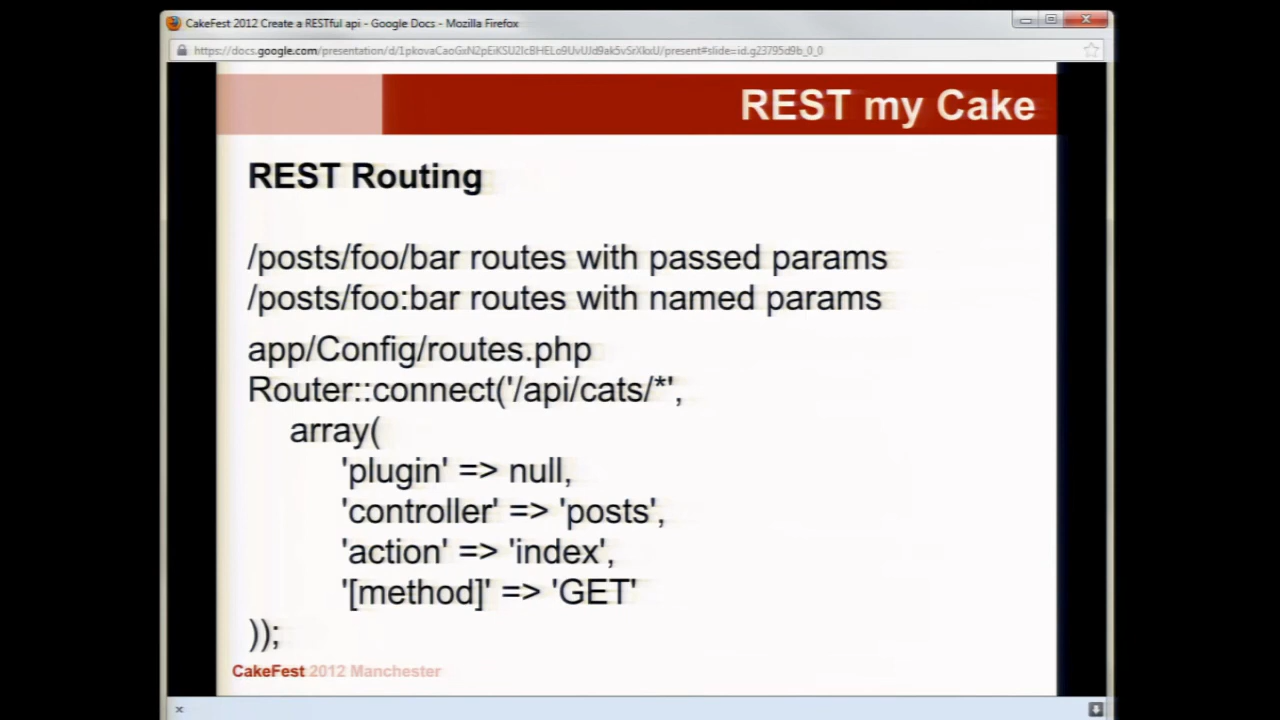 CakeFest 2012 Create a RESTful api - Google Docs - Mozilla Firefox
REST my Cake
REST Routing
/posts/foo/bar routes with passed params
/posts/foo:bar routes with named params
app/Config/routes.php
Router::connect('/api/cats/*',
array(
'plugin' => null,
'controller' => 'posts',
'action' => 'index',
'[method]' => 'GET'
));
CakeFest 2012 Manchester